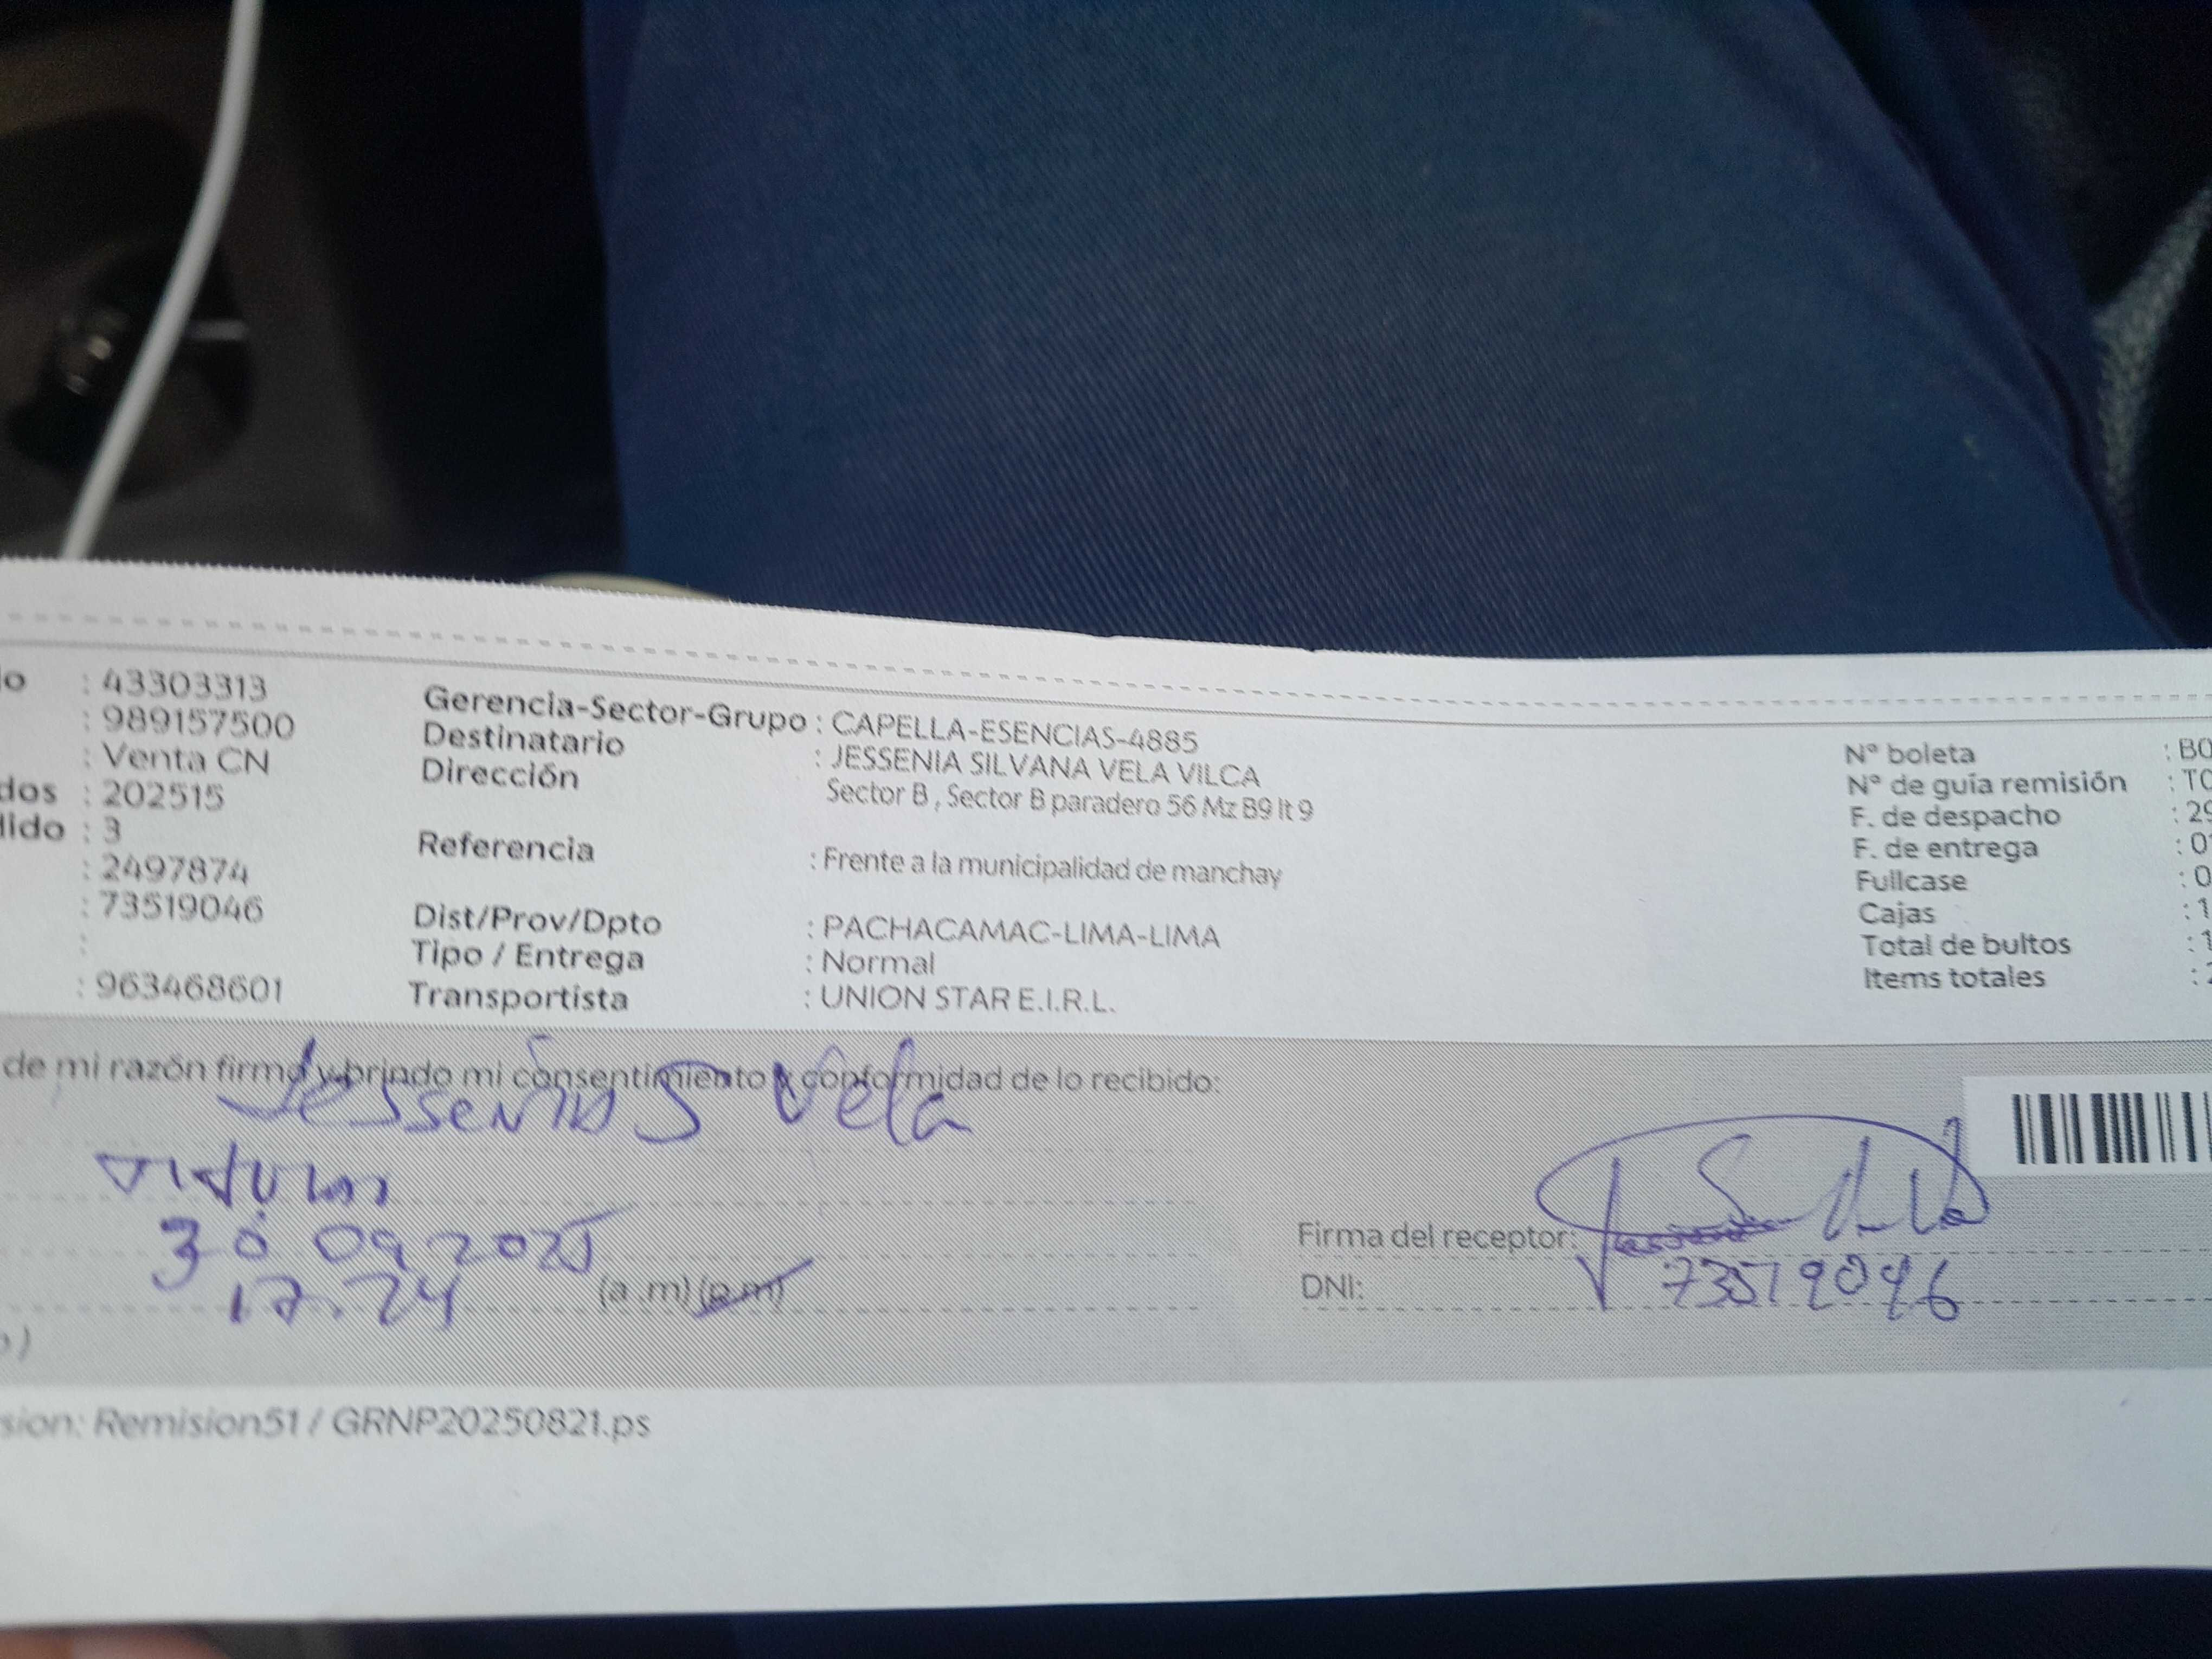 : 43303313
: 989157500
: Venta CN
dos : 202515
dido : 3
: 2497874
: 73519046
:
: 963468601
Gerencia-Sector-Grupo : CAPELLA-ESENCIAS-4885
Destinatario : JESSENIA SILVANA VELA VILCA
Dirección Sector B , Sector B paradero 56 Mz B9 lt 9
Referencia : Frente a la municipalidad de manchay
Dist/Prov/Dpto : PACHACAMAC-LIMA-LIMA
Tipo / Entrega : Normal
Transportista : UNION STAR E.I.R.L.
N° boleta : B0
N° de guía remisión : T0
F. de despacho : 29
F. de entrega : 0
Fullcase : 0
Cajas : 1
Total de bultos : 1
Items totales : 2
de mi razón firmo y brindo mi consentimiento y conformidad de lo recibido:
Jessenia S Vela
Titular
30 09 2025
12.24 (a .m) (p.m)
Firma del receptor:
DNI: 73519046
sion: Remision51 / GRNP20250821.ps